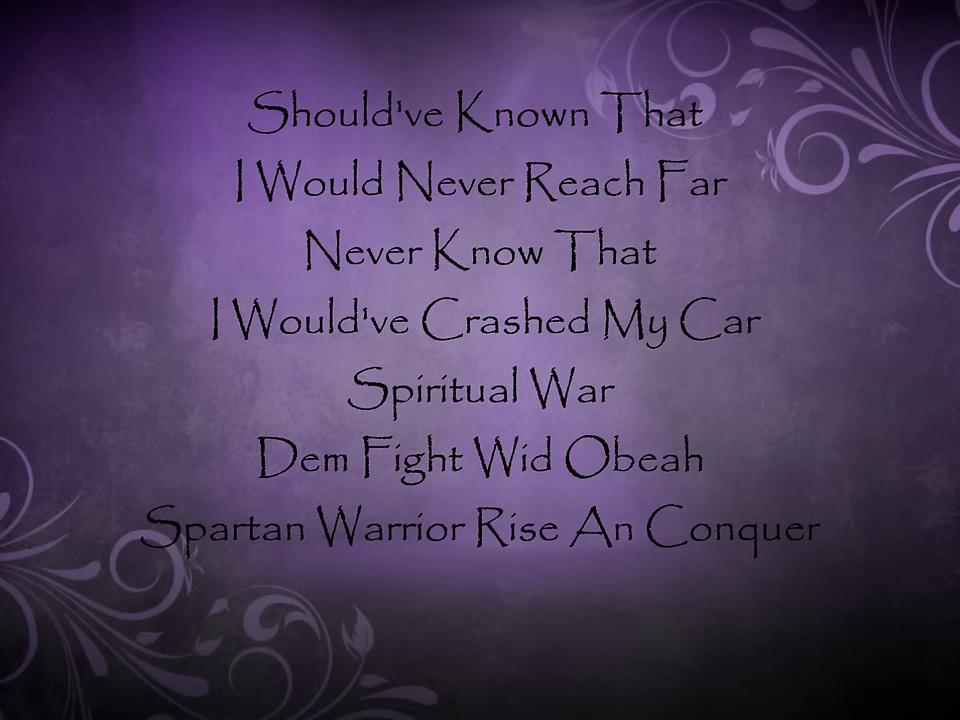 Should've Known That
I Would Never Reach Far
Never Know That
I Would've Crashed My Car
Spiritual War
Dem Fight Wid Obeah
Spartan Warrior Rise An Conquer